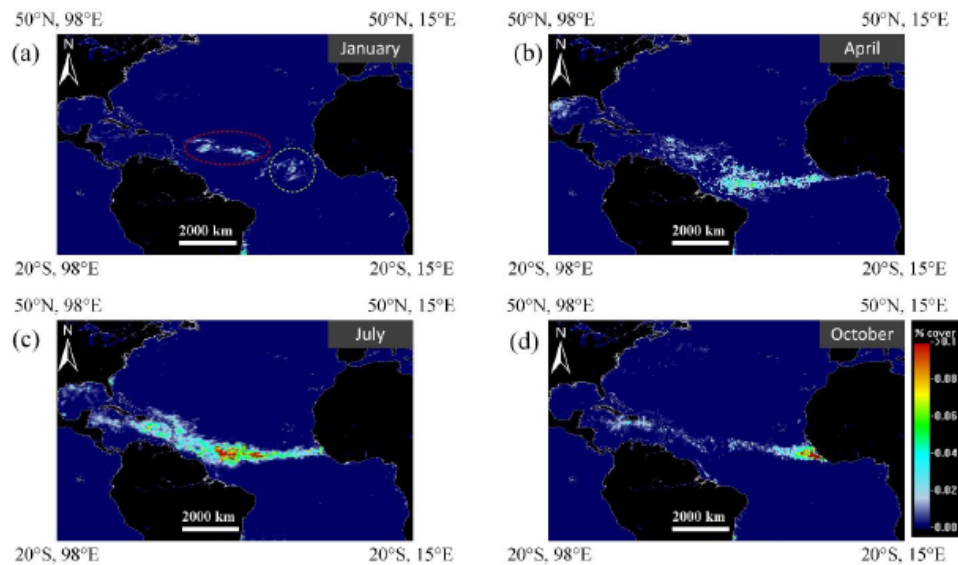 50°N, 98°E 50°N, 15°E 50°N, 98°E 50°N, 15°E
(a) N January (b) N April
2000 km 2000 km
20°S, 98°E 20°S, 15°E 20°S, 98°E 20°S, 15°E
50°N, 98°E 50°N, 15°E 50°N, 98°E 50°N, 15°E
(c) N July (d) N October % cover
>0.1
0.08
0.06
0.04
0.02
0.00
2000 km 2000 km
20°S, 98°E 20°S, 15°E 20°S, 98°E 20°S, 15°E